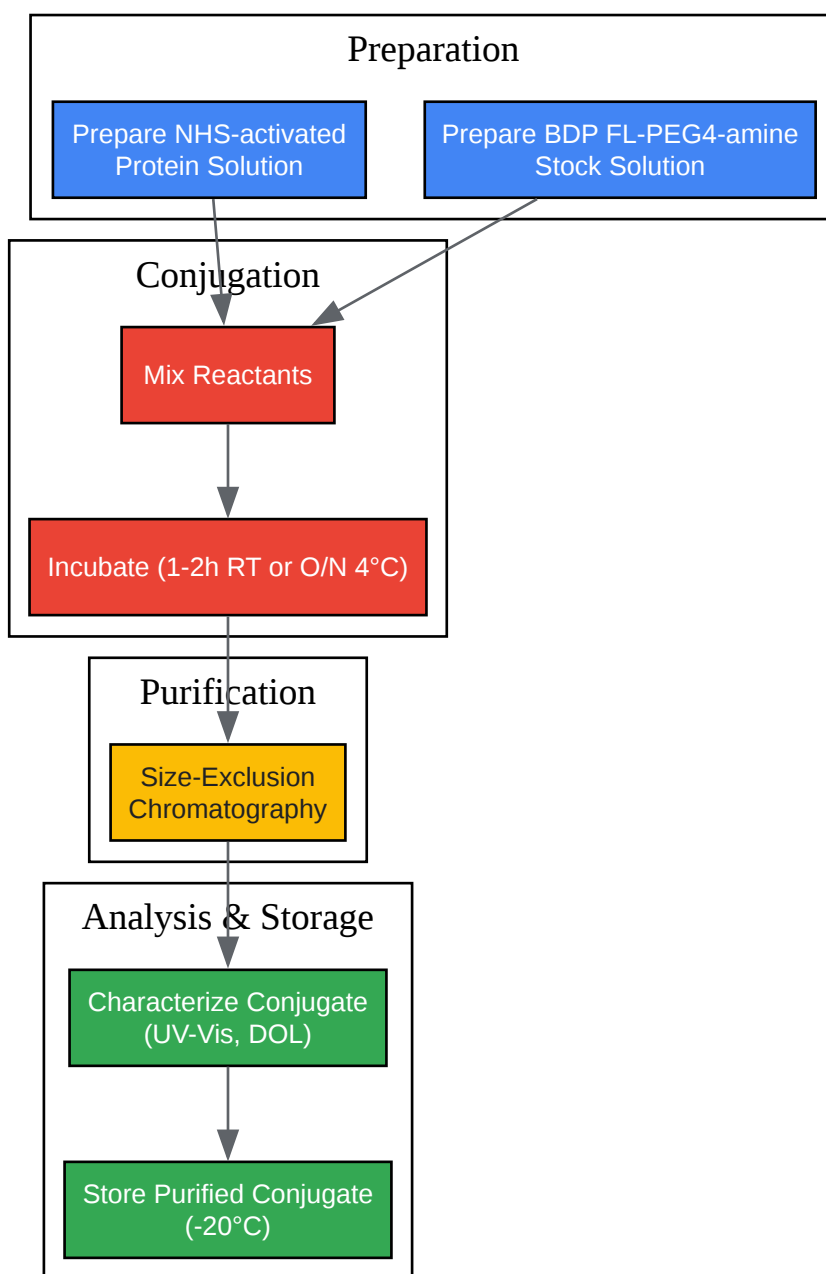 Preparation
Prepare NHS-activated
Protein Solution
Prepare BDP FL-PEG4-amine
Stock Solution
Conjugation
Mix Reactants
Incubate (1-2h RT or O/N 4°C)
Purification
Size-Exclusion
Chromatography
Analysis & Storage
Characterize Conjugate
(UV-Vis, DOL)
Store Purified Conjugate
(-20°C)